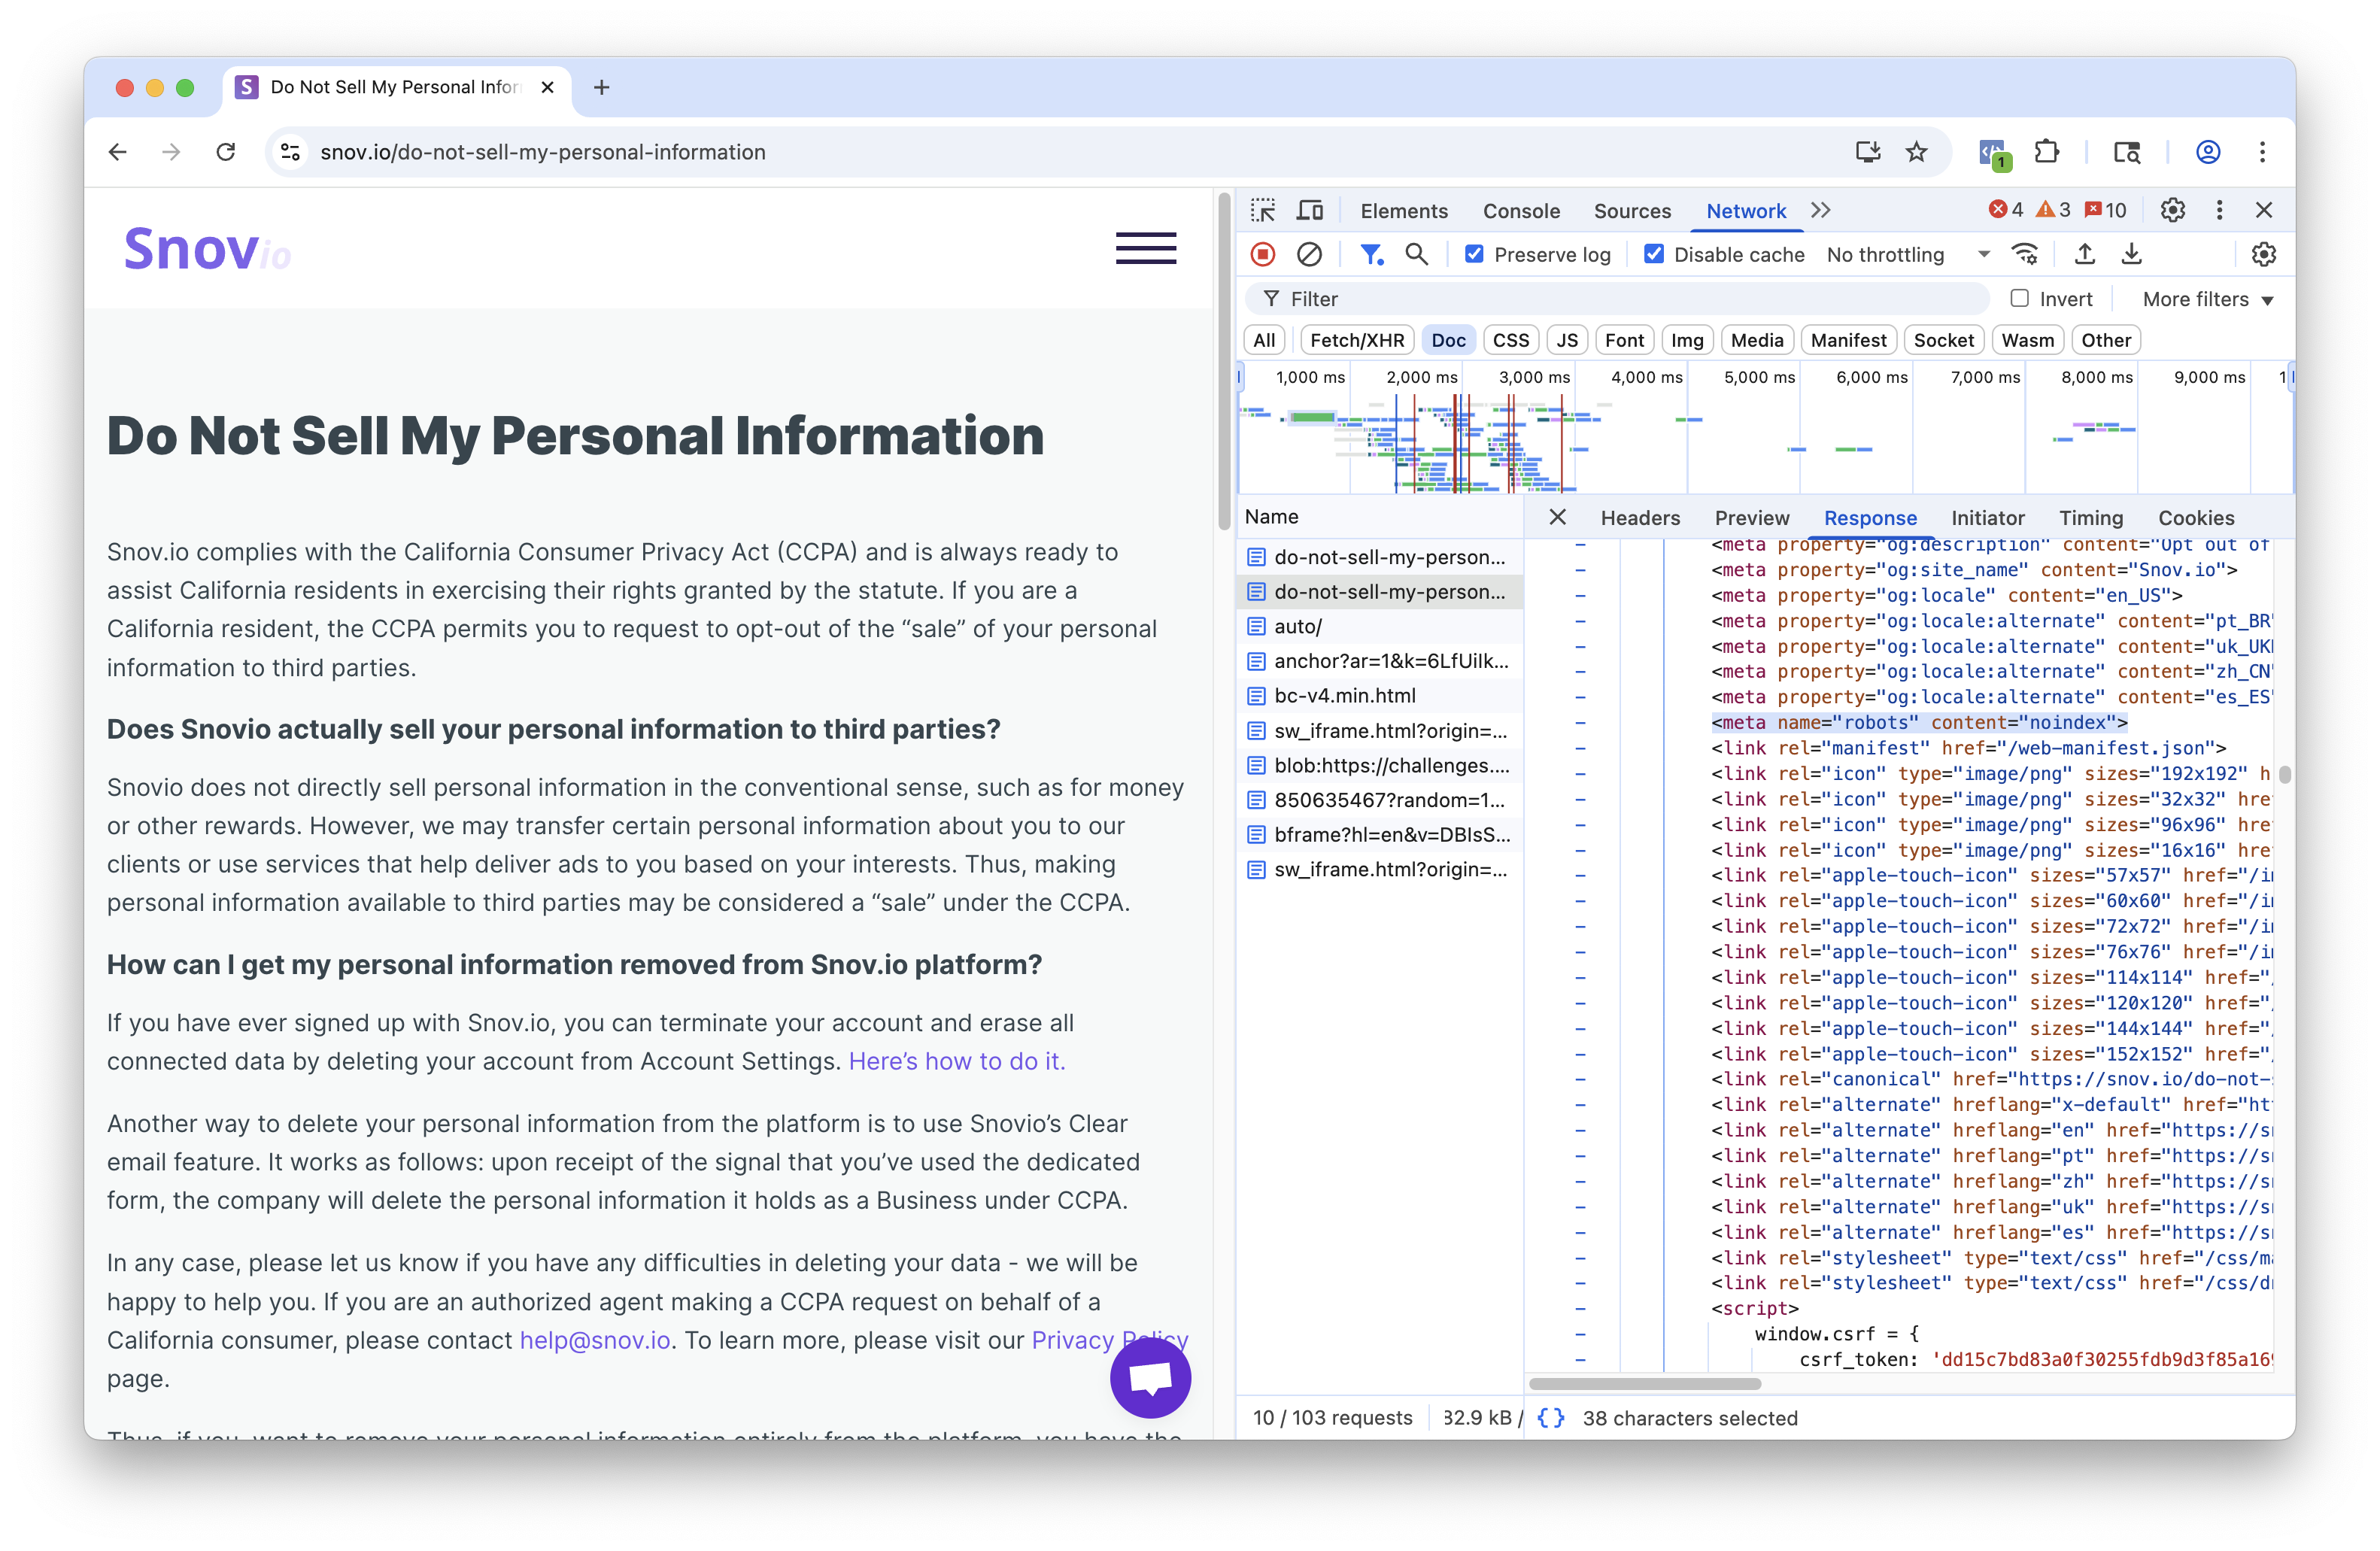 Do Not Sell My Personal Infor
snov.io/do-not-sell-my-personal-information
1
Snovio
Do Not Sell My Personal Information
Snov.io complies with the California Consumer Privacy Act (CCPA) and is always ready to
assist California residents in exercising their rights granted by the statute. If you are a
California resident, the CCPA permits you to request to opt-out of the “sale” of your personal
information to third parties.
Does Snovio actually sell your personal information to third parties?
Snovio does not directly sell personal information in the conventional sense, such as for money
or other rewards. However, we may transfer certain personal information about you to our
clients or use services that help deliver ads to you based on your interests. Thus, making
personal information available to third parties may be considered a “sale” under the CCPA.
How can I get my personal information removed from Snov.io platform?
If you have ever signed up with Snov.io, you can terminate your account and erase all
connected data by deleting your account from Account Settings. Here’s how to do it.
Another way to delete your personal information from the platform is to use Snovio’s Clear
email feature. It works as follows: upon receipt of the signal that you’ve used the dedicated
form, the company will delete the personal information it holds as a Business under CCPA.
In any case, please let us know if you have any difficulties in deleting your data - we will be
happy to help you. If you are an authorized agent making a CCPA request on behalf of a
California consumer, please contact help@snov.io. To learn more, please visit our Privacy Policy
page.
Thus, if you want to remove your personal information entirely from the platform, you have the
Elements Console Sources Network 4 3 10
Preserve log Disable cache No throttling
Filter Invert More filters
All Fetch/XHR Doc CSS JS Font Img Media Manifest Socket Wasm Other
1,000 ms 2,000 ms 3,000 ms 4,000 ms 5,000 ms 6,000 ms 7,000 ms 8,000 ms 9,000 ms 1
Name
do-not-sell-my-person...
do-not-sell-my-person...
auto/
anchor?ar=1&k=6LfUilk...
bc-v4.min.html
sw_iframe.html?origin=...
blob:https://challenges....
850635467?random=1...
bframe?hl=en&v=DBIsS...
sw_iframe.html?origin=...
10 / 103 requests 32.9 kB /
Headers Preview Response Initiator Timing Cookies
<meta property="og:description" content="Opt out of
<meta property="og:site_name" content="Snov.io">
<meta property="og:locale" content="en_US">
<meta property="og:locale:alternate" content="pt_BR"
<meta property="og:locale:alternate" content="uk_UK
<meta property="og:locale:alternate" content="zh_CN"
<meta property="og:locale:alternate" content="es_ES"
<meta name="robots" content="noindex">
<link rel="manifest" href="/web-manifest.json">
<link rel="icon" type="image/png" sizes="192x192" h
<link rel="icon" type="image/png" sizes="32x32" hre
<link rel="icon" type="image/png" sizes="96x96" hre
<link rel="icon" type="image/png" sizes="16x16" hre
<link rel="apple-touch-icon" sizes="57x57" href="/i
<link rel="apple-touch-icon" sizes="60x60" href="/i
<link rel="apple-touch-icon" sizes="72x72" href="/i
<link rel="apple-touch-icon" sizes="76x76" href="/i
<link rel="apple-touch-icon" sizes="114x114" href="/
<link rel="apple-touch-icon" sizes="120x120" href="/
<link rel="apple-touch-icon" sizes="144x144" href="/
<link rel="apple-touch-icon" sizes="152x152" href="/
<link rel="canonical" href="https://snov.io/do-not-
<link rel="alternate" hreflang="x-default" href="ht
<link rel="alternate" hreflang="en" href="https://s
<link rel="alternate" hreflang="pt" href="https://s
<link rel="alternate" hreflang="zh" href="https://s
<link rel="alternate" hreflang="uk" href="https://s
<link rel="alternate" hreflang="es" href="https://s
<link rel="stylesheet" type="text/css" href="/css/m
<link rel="stylesheet" type="text/css" href="/css/d
<script>
window.csrf = {
csrf_token: 'dd15c7bd83a0f30255fdb9d3f85a16
{ } 38 characters selected